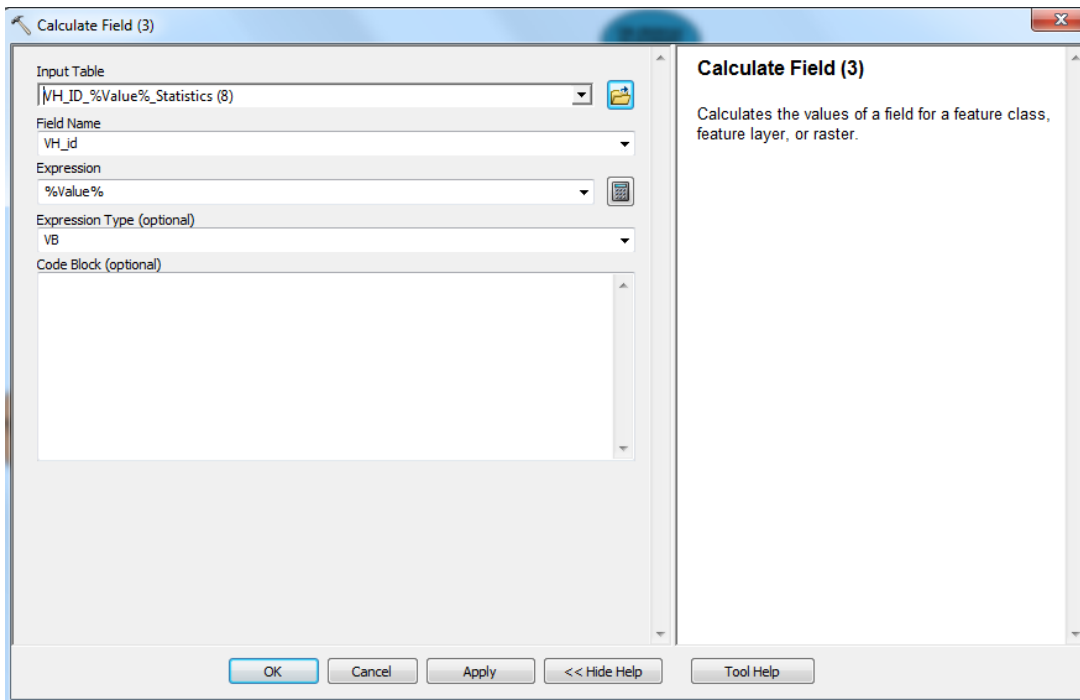 Calculate Field (3)
Input Table
VH_ID_%Value%_Statistics (8)
Field Name
VH_id
Expression
%Value%
Expression Type (optional)
VB
Code Block (optional)
OK
Cancel
Apply
<< Hide Help
Tool Help
Calculate Field (3)
Calculates the values of a field for a feature class,
feature layer, or raster.